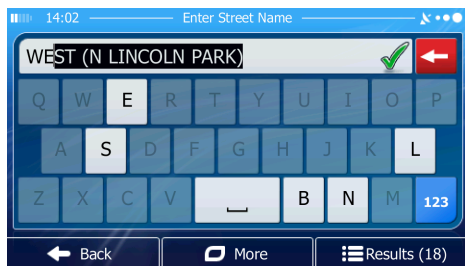 14:02 Enter Street Name
WEST (N LINCOLN PARK)
Q W E R T Y U I O P
A S D F G H J K L
Z X C V B N M 123
Back More Results (18)